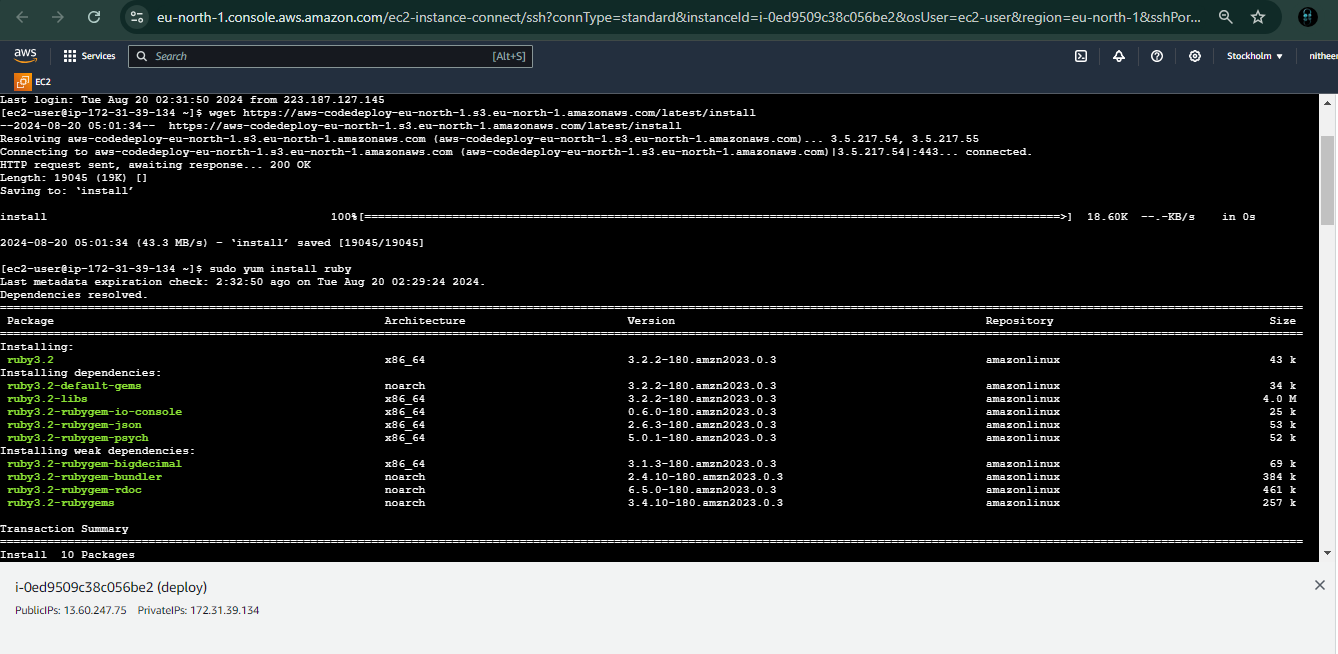 eu-north-1.console.aws.amazon.com/ec2-instance-connect/ssh?connType=standard&instanceId=i-0ed9509c38c056be2&osUser=ec2-user&region=eu-north-1&sshPor...
aws Services Search [Alt+S] Stockholm ▼ nitheer
EC2
Last login: Tue Aug 20 02:31:50 2024 from 223.187.127.145
[ec2-user@ip-172-31-39-134 ~]$ wget https://aws-codedeploy-eu-north-1.s3.eu-north-1.amazonaws.com/latest/install
--2024-08-20 05:01:34-- https://aws-codedeploy-eu-north-1.s3.eu-north-1.amazonaws.com/latest/install
Resolving aws-codedeploy-eu-north-1.s3.eu-north-1.amazonaws.com (aws-codedeploy-eu-north-1.s3.eu-north-1.amazonaws.com)... 3.5.217.54, 3.5.217.55
Connecting to aws-codedeploy-eu-north-1.s3.eu-north-1.amazonaws.com (aws-codedeploy-eu-north-1.s3.eu-north-1.amazonaws.com)|3.5.217.54|:443... connected.
HTTP request sent, awaiting response... 200 OK
Length: 19045 (19K) []
Saving to: ‘install’
install 100%[=====================================================>] 18.60K --.-KB/s in 0s
2024-08-20 05:01:34 (43.3 MB/s) - ‘install’ saved [19045/19045]
[ec2-user@ip-172-31-39-134 ~]$ sudo yum install ruby
Last metadata expiration check: 2:32:50 ago on Tue Aug 20 02:29:24 2024.
Dependencies resolved.
Package Architecture Version Repository Size
Installing:
ruby3.2 x86_64 3.2.2-180.amzn2023.0.3 amazonlinux 43 k
Installing dependencies:
ruby3.2-default-gems noarch 3.2.2-180.amzn2023.0.3 amazonlinux 34 k
ruby3.2-libs x86_64 3.2.2-180.amzn2023.0.3 amazonlinux 4.0 M
ruby3.2-rubygem-io-console x86_64 0.6.0-180.amzn2023.0.3 amazonlinux 25 k
ruby3.2-rubygem-json x86_64 2.6.3-180.amzn2023.0.3 amazonlinux 53 k
ruby3.2-rubygem-psych x86_64 5.0.1-180.amzn2023.0.3 amazonlinux 52 k
Installing weak dependencies:
ruby3.2-rubygem-bigdecimal x86_64 3.1.3-180.amzn2023.0.3 amazonlinux 69 k
ruby3.2-rubygem-bundler noarch 2.4.10-180.amzn2023.0.3 amazonlinux 384 k
ruby3.2-rubygem-rdoc noarch 6.5.0-180.amzn2023.0.3 amazonlinux 461 k
ruby3.2-rubygems noarch 3.4.10-180.amzn2023.0.3 amazonlinux 257 k
Transaction Summary
Install 10 Packages
i-0ed9509c38c056be2 (deploy)
PublicIPs: 13.60.247.75 PrivateIPs: 172.31.39.134